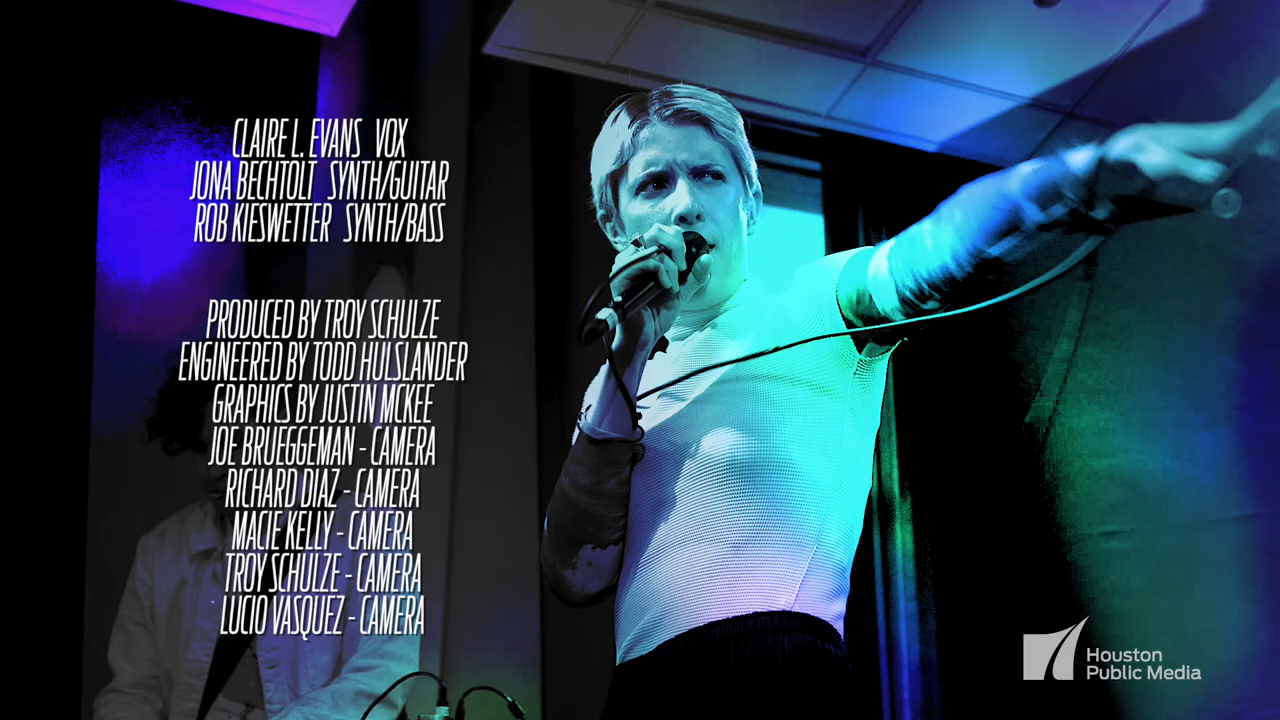 CLAIRE L. EVANS VOX
JONA BECHTOLT SYNTH/GUITAR
ROB KIESWETTER SYNTH/BASS
PRODUCED BY TROY SCHULZE
ENGINEERED BY TODD HULSLANDER
GRAPHICS BY JUSTIN MCKEE
JOE BRUEGGEMAN - CAMERA
RICHARD DIAZ - CAMERA
MACIE KELLY - CAMERA
TROY SCHULZE - CAMERA
LUCIO VASQUEZ - CAMERA
Houston
Public Media